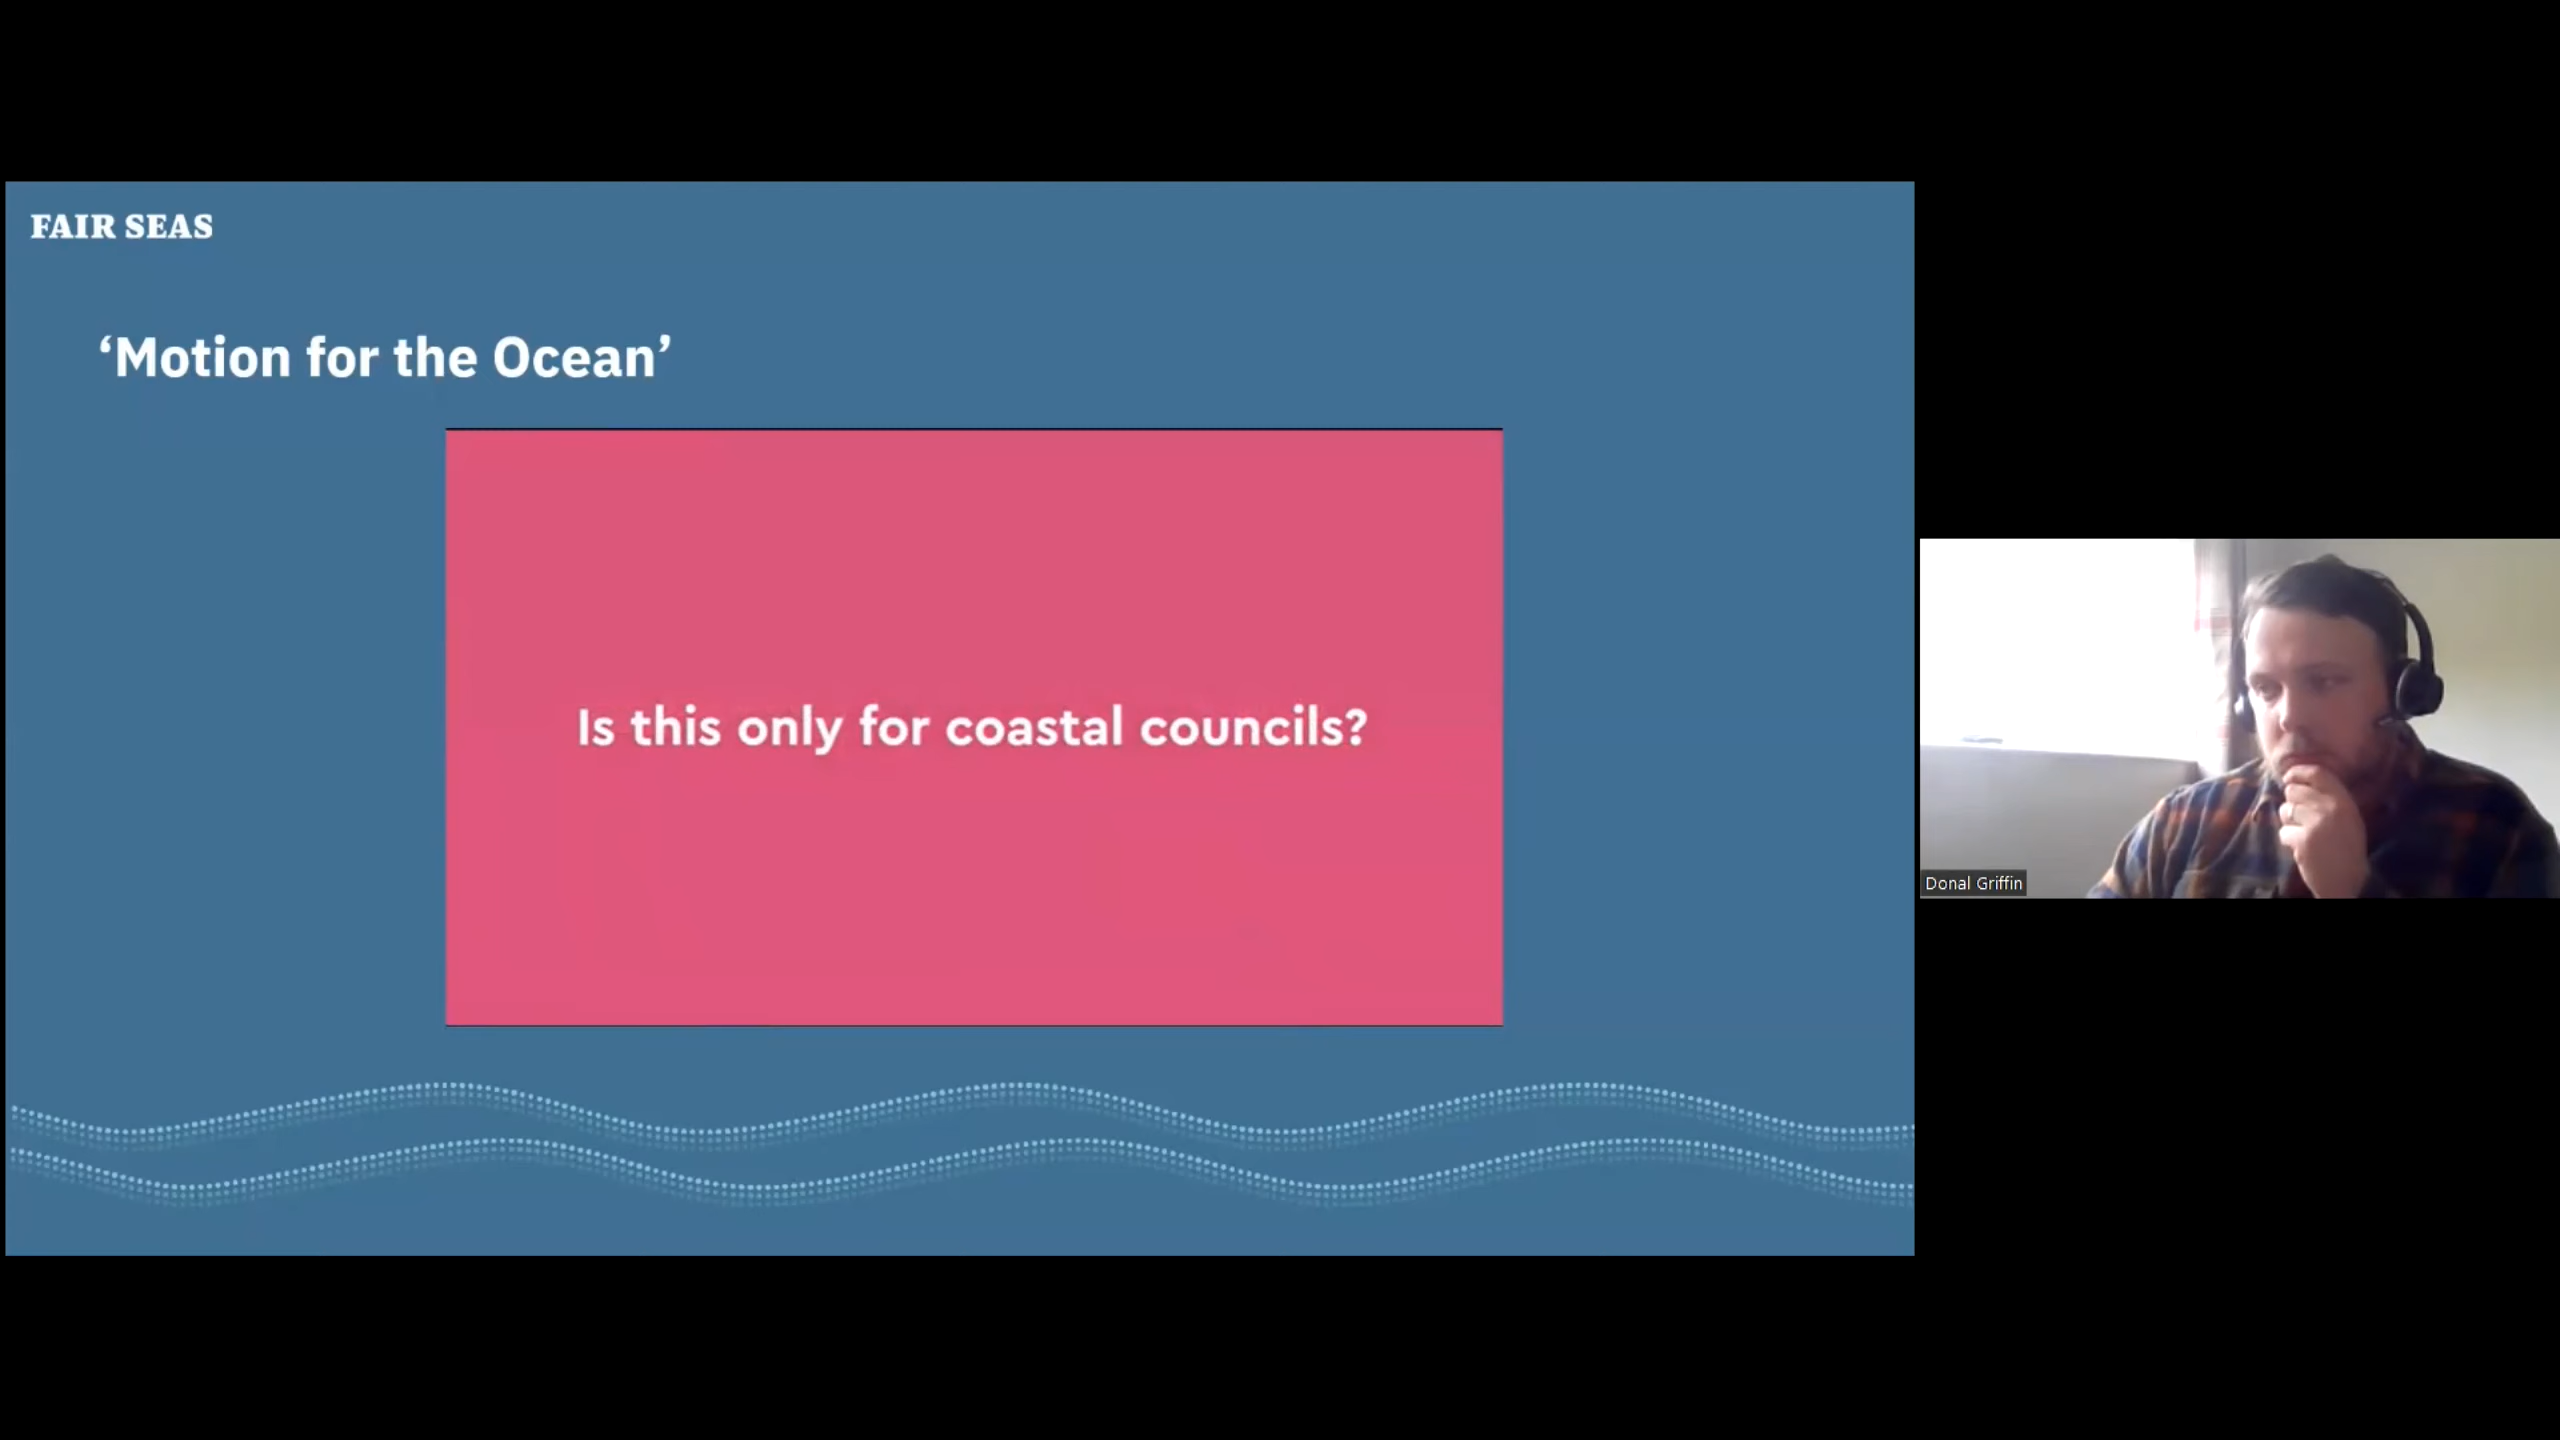 FAIR SEAS
‘Motion for the Ocean’
Is this only for coastal councils?
Donal Griffin